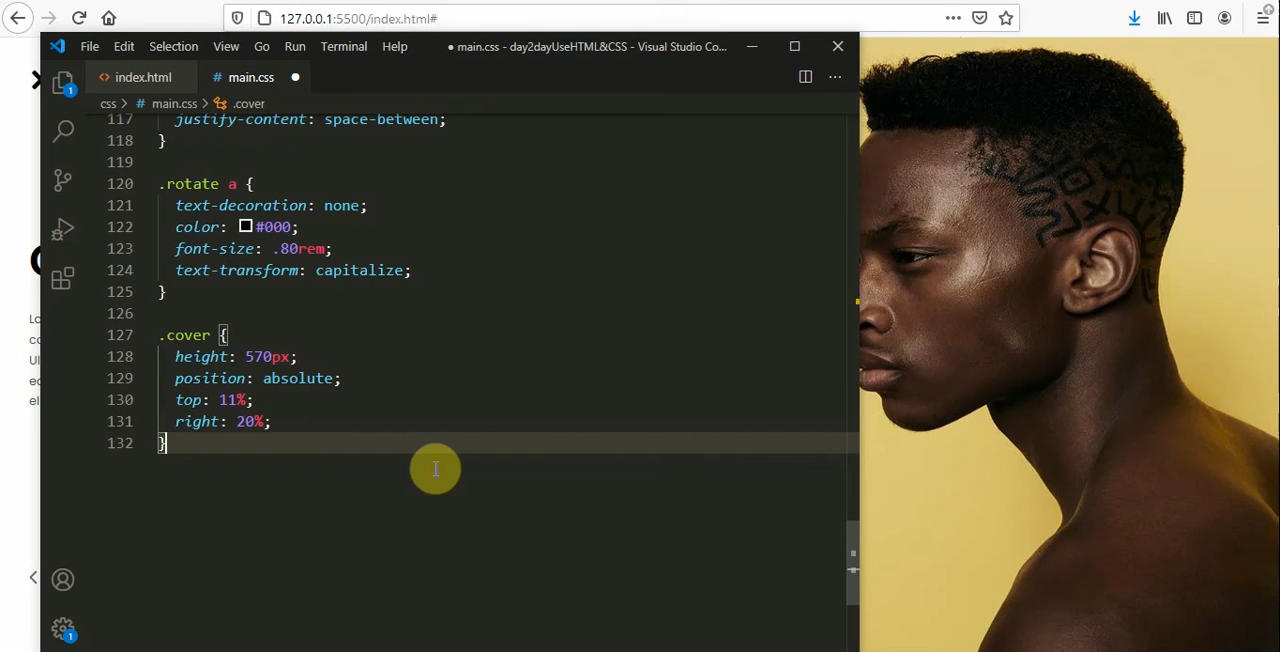 127.0.0.1:5500/index.html#
File Edit Selection View Go Run Terminal Help ● main.css - day2dayUseHTML&CSS - Visual Studio Co...
index.html # main.css
css > # main.css > .cover
117 justify-content: space-between;
118 }
119
120 .rotate a {
121 text-decoration: none;
122 color: #000;
123 font-size: .80rem;
124 text-transform: capitalize;
125 }
126
127 .cover {
128 height: 570px;
129 position: absolute;
130 top: 11%;
131 right: 20%;
132 }
1
1